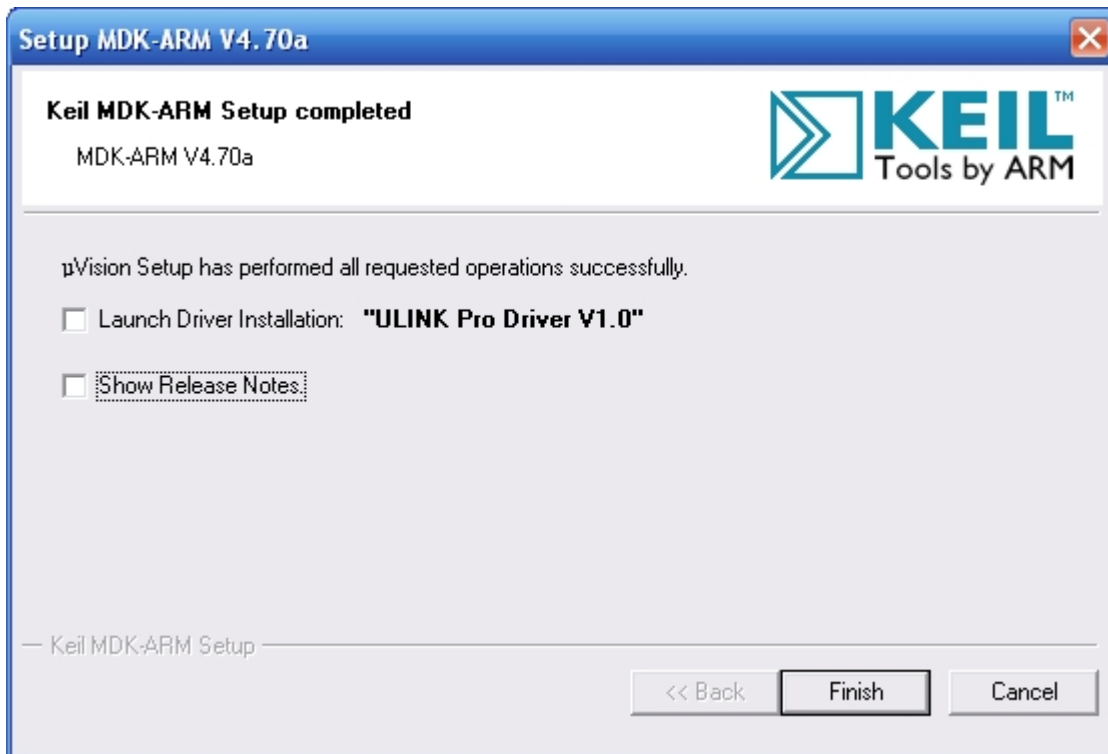 Setup MDK-ARM V4.70a
Keil MDK-ARM Setup completed
MDK-ARM V4.70a
KEIL™
Tools by ARM
µVision Setup has performed all requested operations successfully.
Launch Driver Installation: "ULINK Pro Driver V1.0"
Show Release Notes.
Keil MDK-ARM Setup
<< Back Finish Cancel